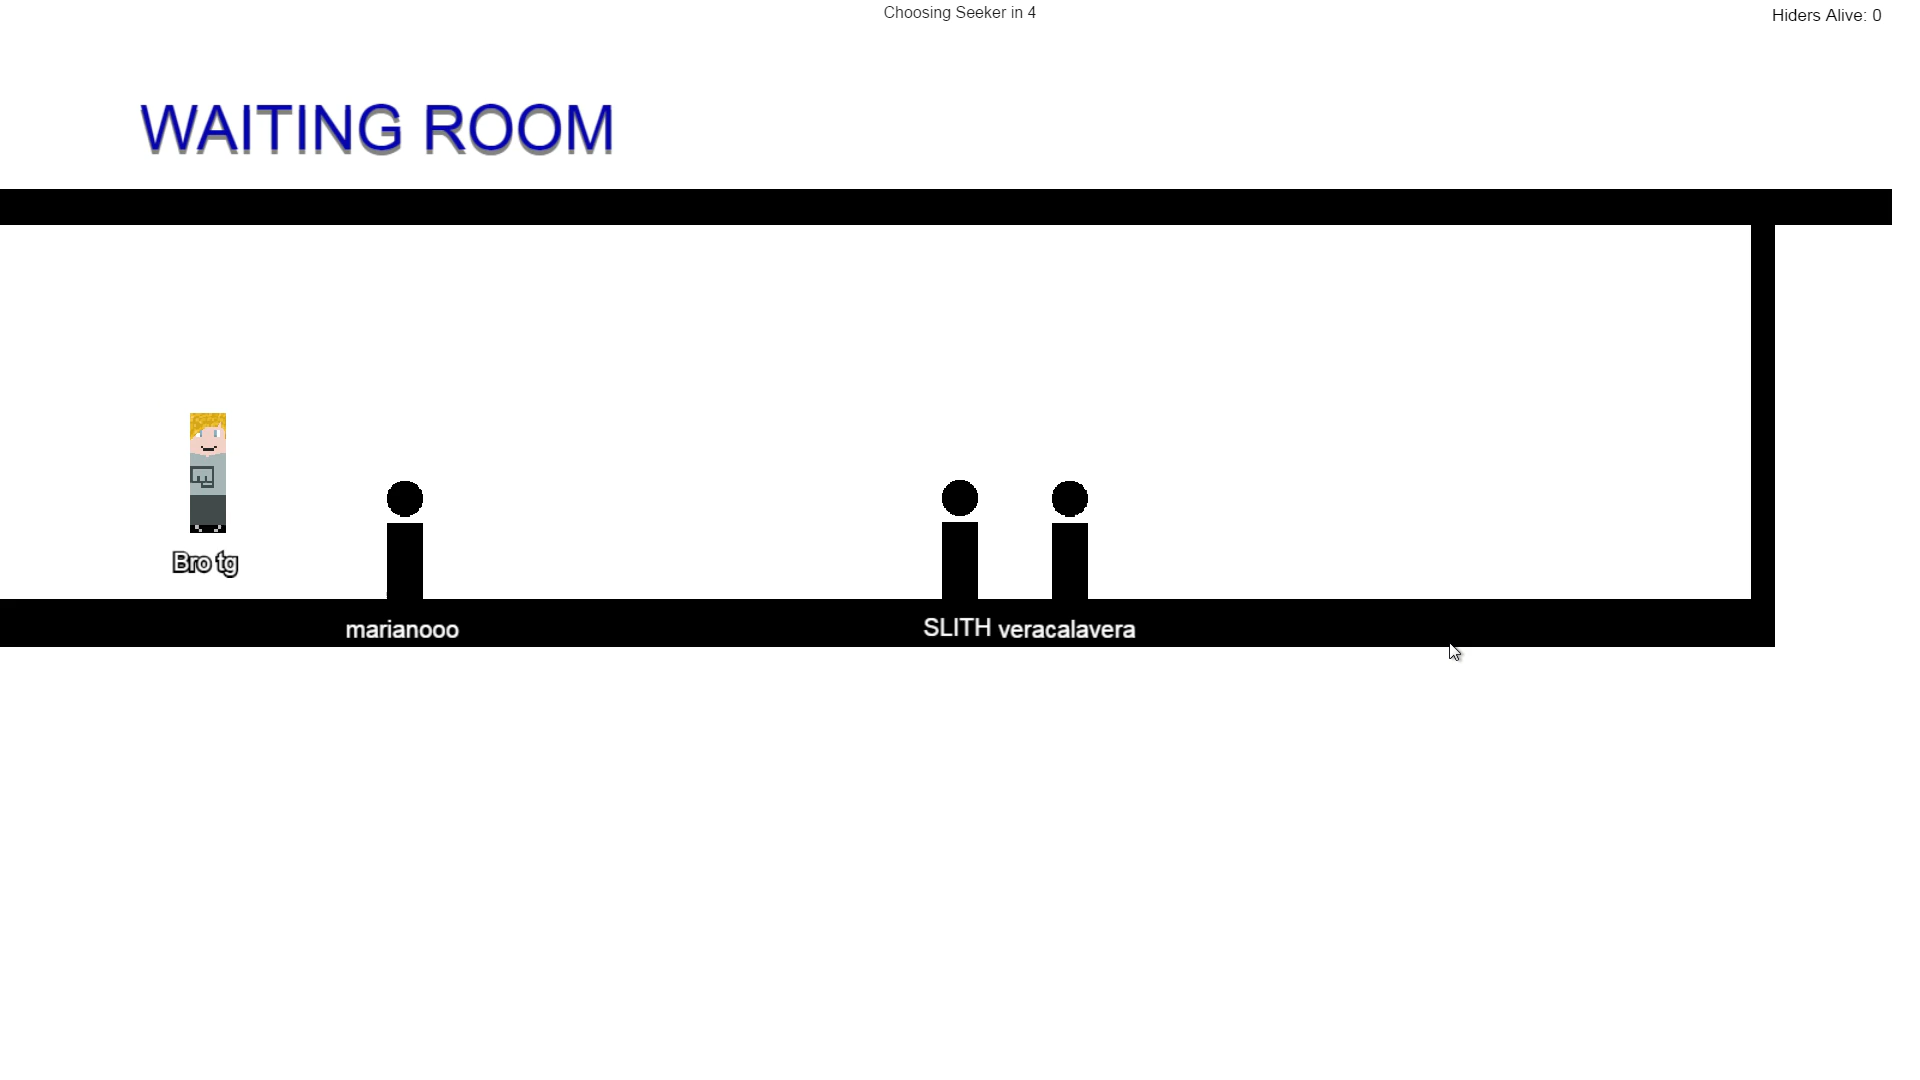 Choosing Seeker in 4
Hiders Alive: 0
WAITING ROOM
Bro tg
marianooo
SLITH
veracalavera